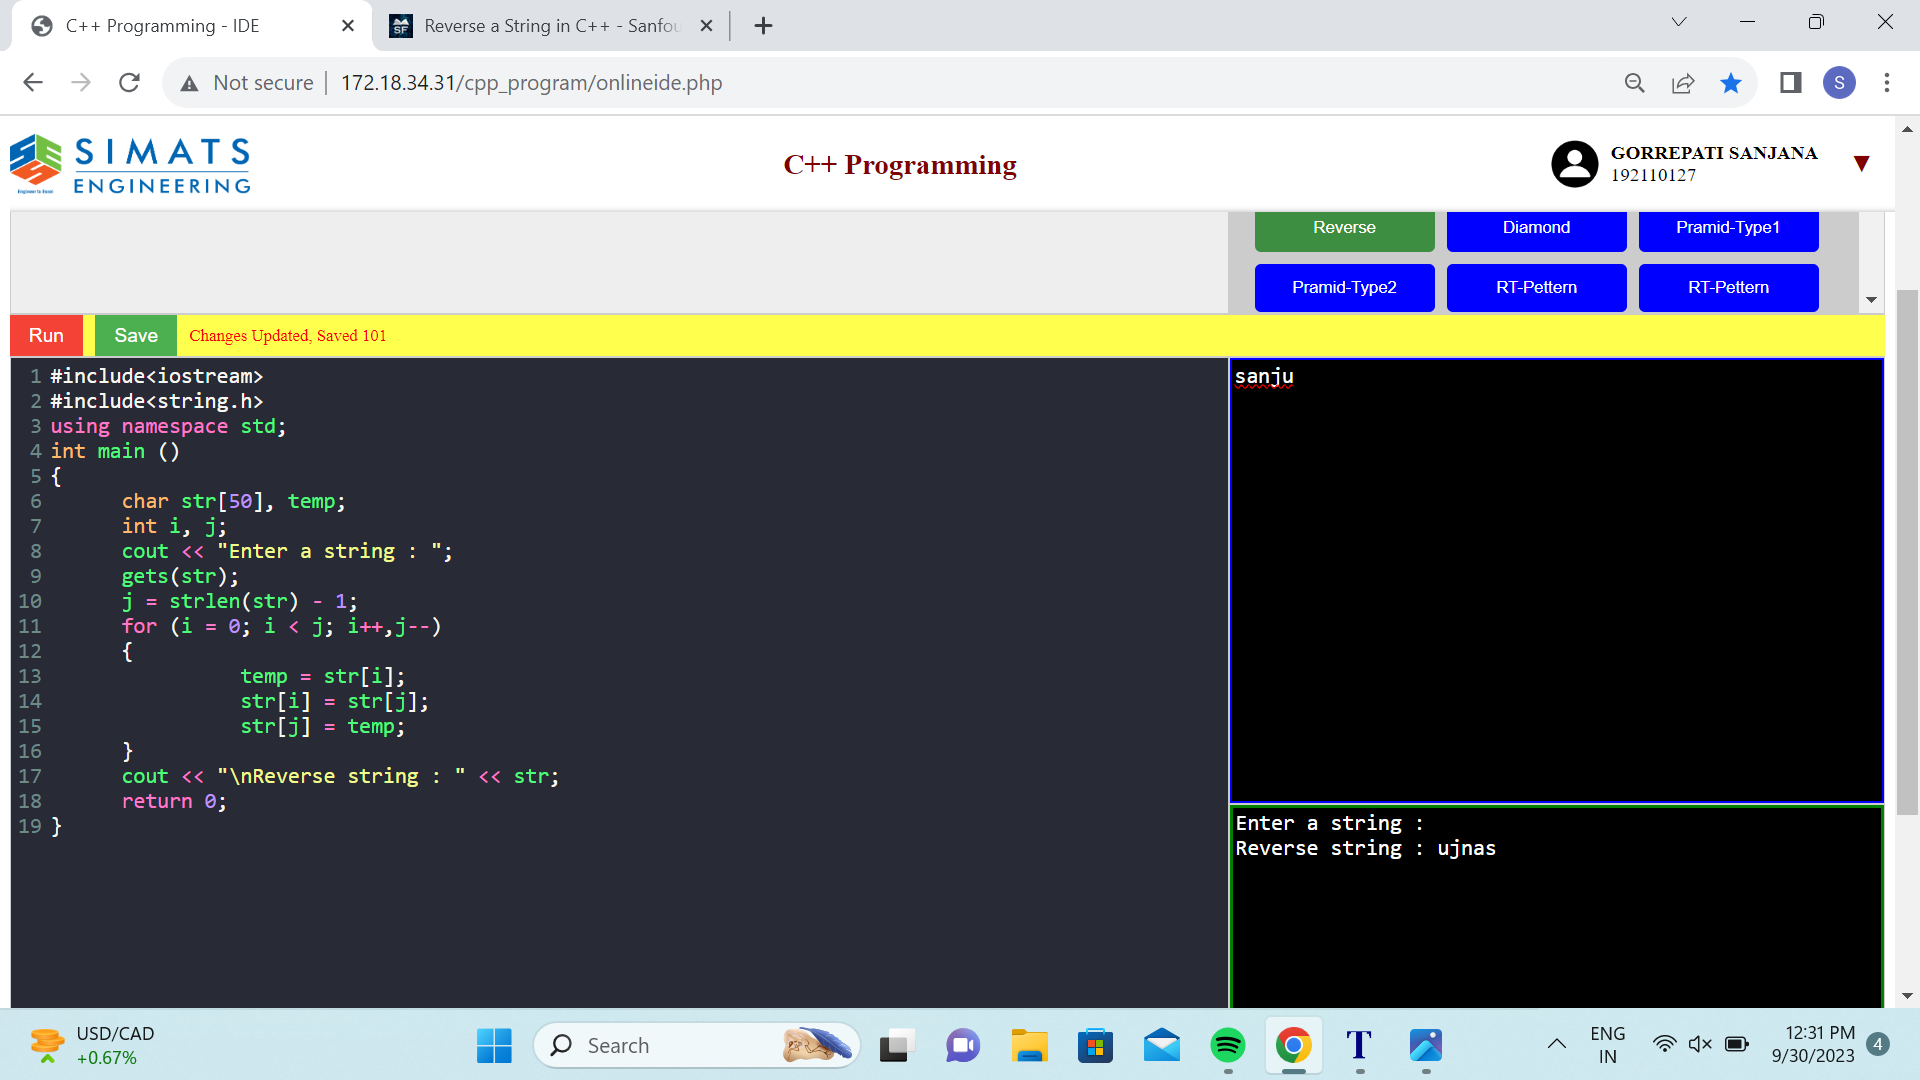 C++ Programming - IDE
Reverse a String in C++ - Sanfou
Not secure
172.18.34.31/cpp_program/onlineide.php
S
SIMATS
ENGINEERING
C++ Programming
GORREPATI SANJANA
192110127
Reverse
Diamond
Pramid-Type1
Pramid-Type2
RT-Pettern
RT-Pettern
Run
Save
Changes Updated, Saved 101
1 #include<iostream>
2 #include<string.h>
3 using namespace std;
4 int main ()
5 {
6 char str[50], temp;
7 int i, j;
8 cout << "Enter a string : ";
9 gets(str);
10 j = strlen(str) - 1;
11 for (i = 0; i < j; i++,j--)
12 {
13 temp = str[i];
14 str[i] = str[j];
15 str[j] = temp;
16 }
17 cout << "\nReverse string : " << str;
18 return 0;
19 }
sanju
Enter a string :
Reverse string : ujnas
USD/CAD
+0.67%
Search
T
ENG
IN
12:31 PM
9/30/2023
4